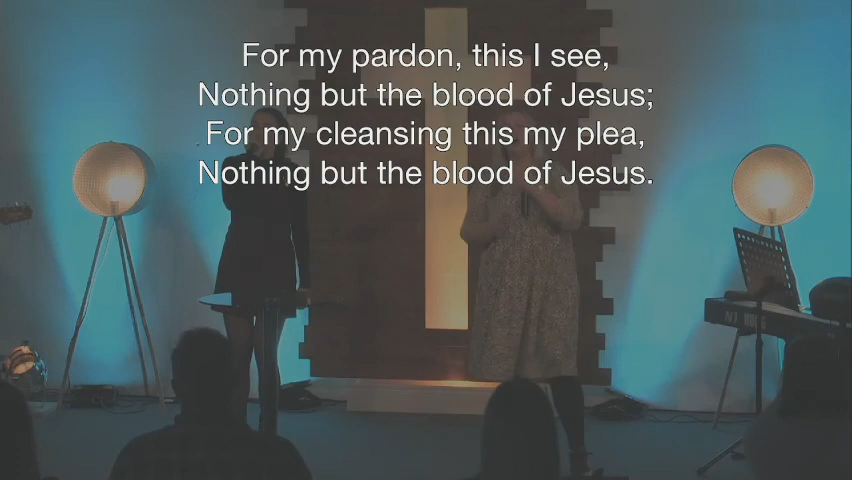 For my pardon, this I see,
Nothing but the blood of Jesus;
For my cleansing this my plea,
Nothing but the blood of Jesus.
KORG